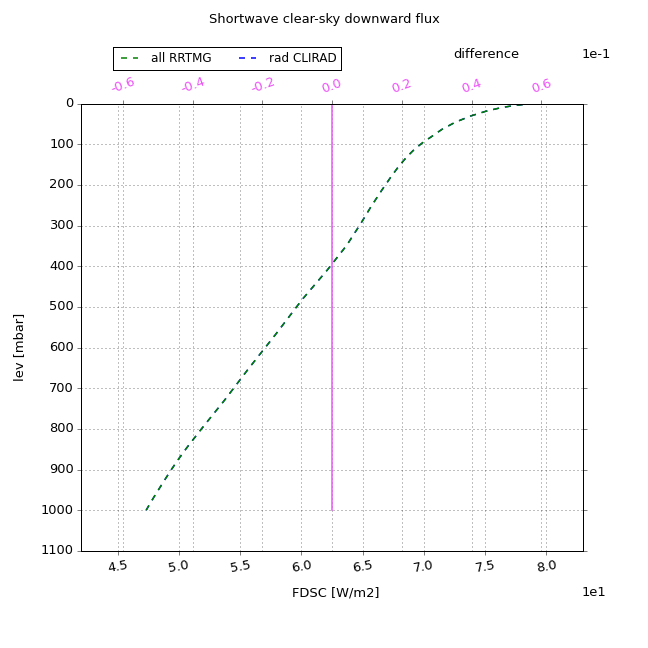 Shortwave clear-sky downward flux
all RRTMG rad CLIRAD difference 1e-1
-0.6 -0.4 -0.2 0.0 0.2 0.4 0.6
0
100
200
300
400
500
600
700
800
900
1000
1100
lev [mbar]
4.5 5.0 5.5 6.0 6.5 7.0 7.5 8.0
FDSC [W/m2] 1e1